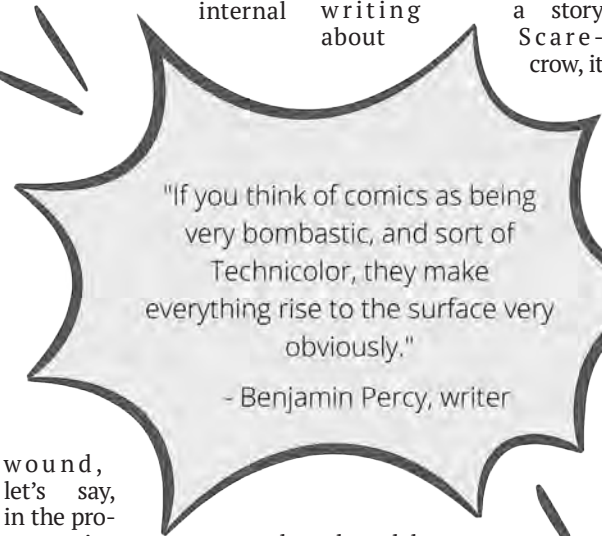 internal writing a story
about Scare-
crow, it
"If you think of comics as being
very bombastic, and sort of
Technicolor, they make
everything rise to the surface very
obviously."
- Benjamin Percy, writer
wound,
let's say,
in the pro-